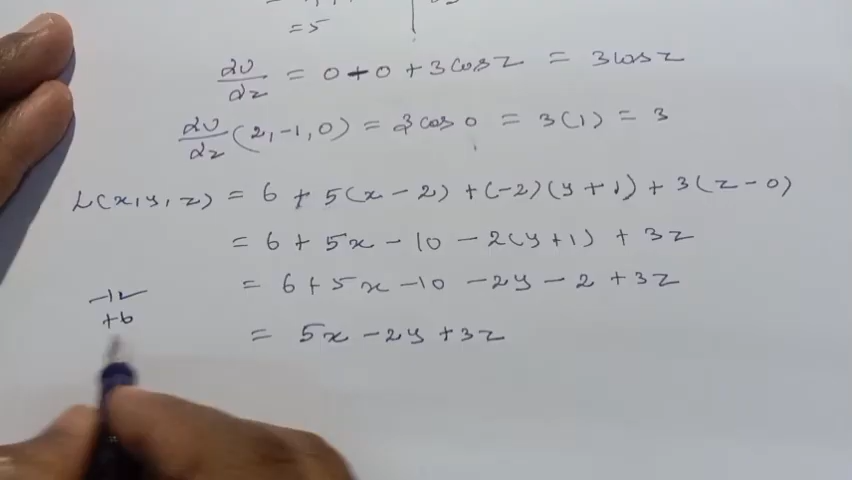 = 5
∂v/∂z = 0 + 0 + 3 cos z = 3 cos z
∂v/∂z (2, -1, 0) = 3 cos 0 = 3(1) = 3
L(x, y, z) = 6 + 5(x - 2) + (-2)(y + 1) + 3(z - 0)
= 6 + 5x - 10 - 2(y + 1) + 3z
= 6 + 5x - 10 - 2y - 2 + 3z
-12
+6
= 5x - 2y + 3z